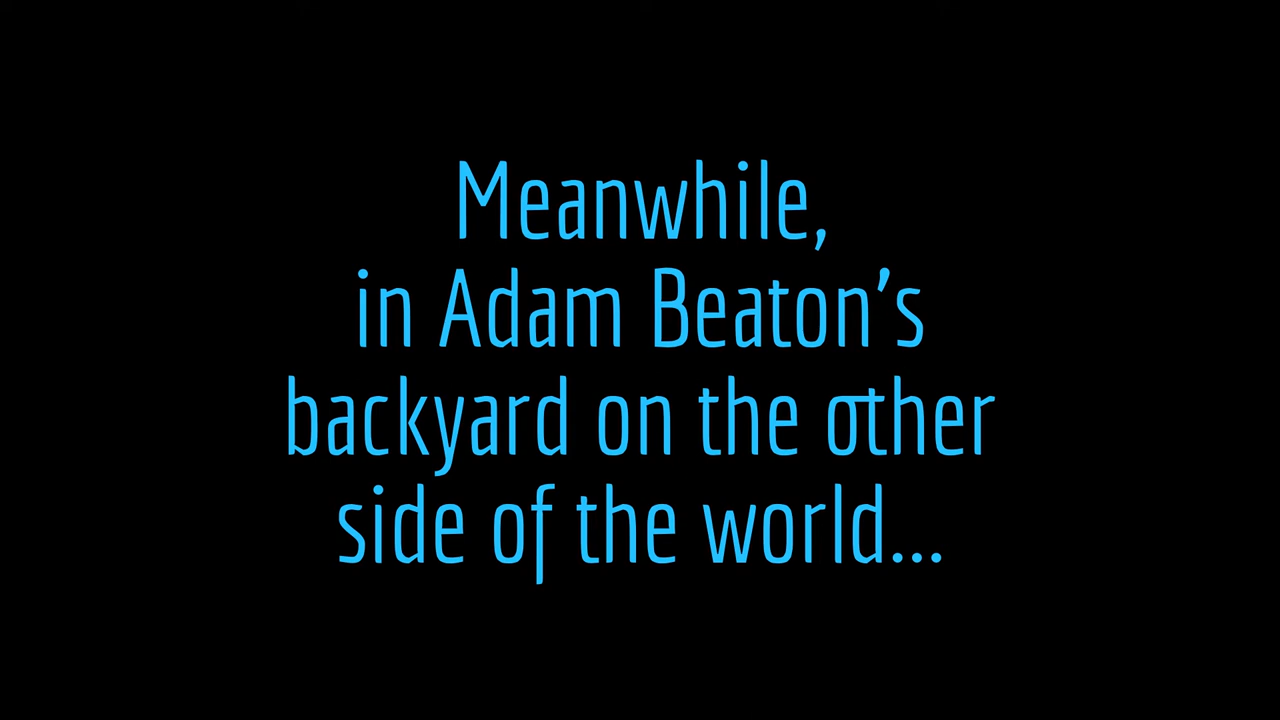 Meanwhile,
in Adam Beaton’s
backyard on the other
side of the world...